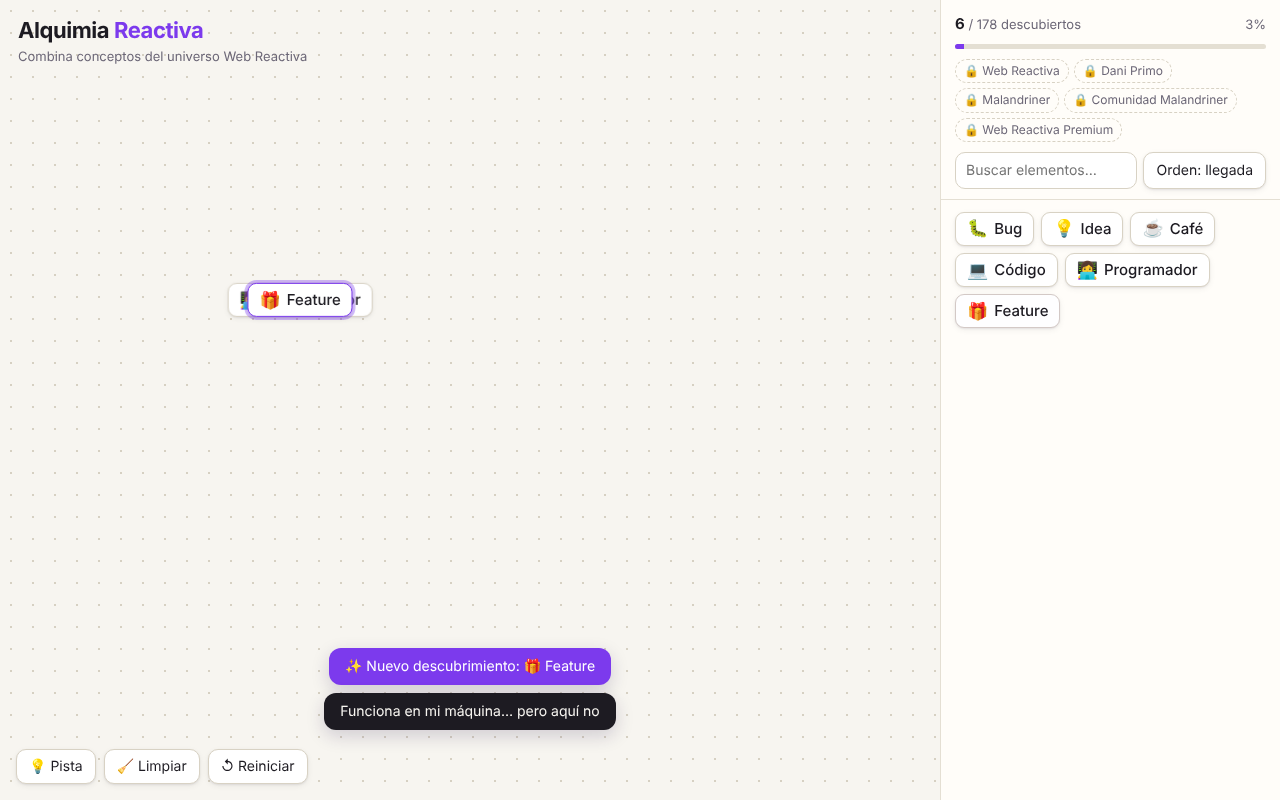 Alquimia Reactiva
Combina conceptos del universo Web Reactiva
6 / 178 descubiertos 3%
Web Reactiva Dani Primo
Malandriner Comunidad Malandriner
Web Reactiva Premium
Buscar elementos... Orden: llegada
Bug Idea Café
Código Programador
Feature
Feature r
✨ Nuevo descubrimiento: 🎁 Feature
Funciona en mi máquina... pero aquí no
Pista Limpiar Reiniciar